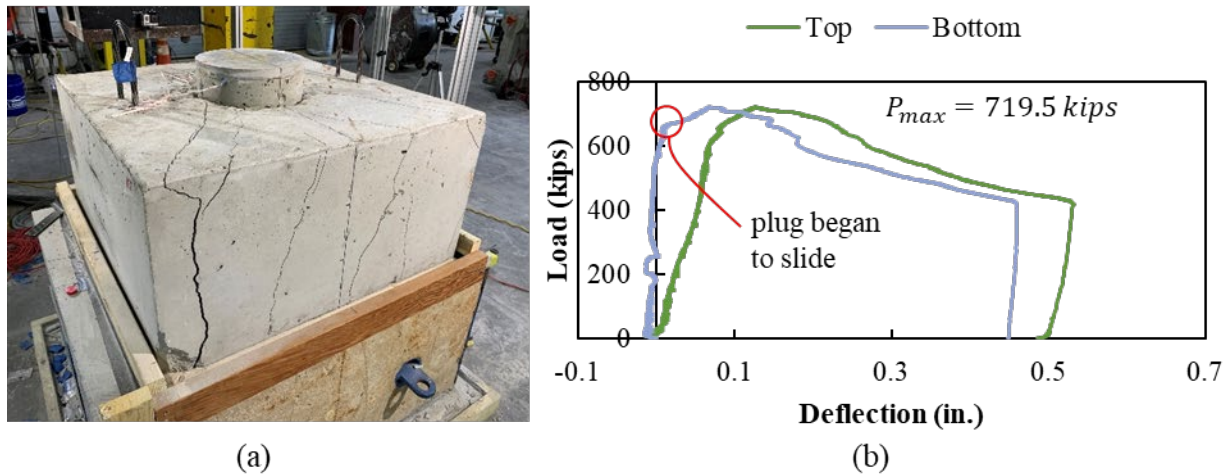 Top Bottom
800
600
400
200
0
Load (kips)
P_max = 719.5 kips
plug began
to slide
-0.1 0.1 0.3 0.5 0.7
Deflection (in.)
(a) (b)